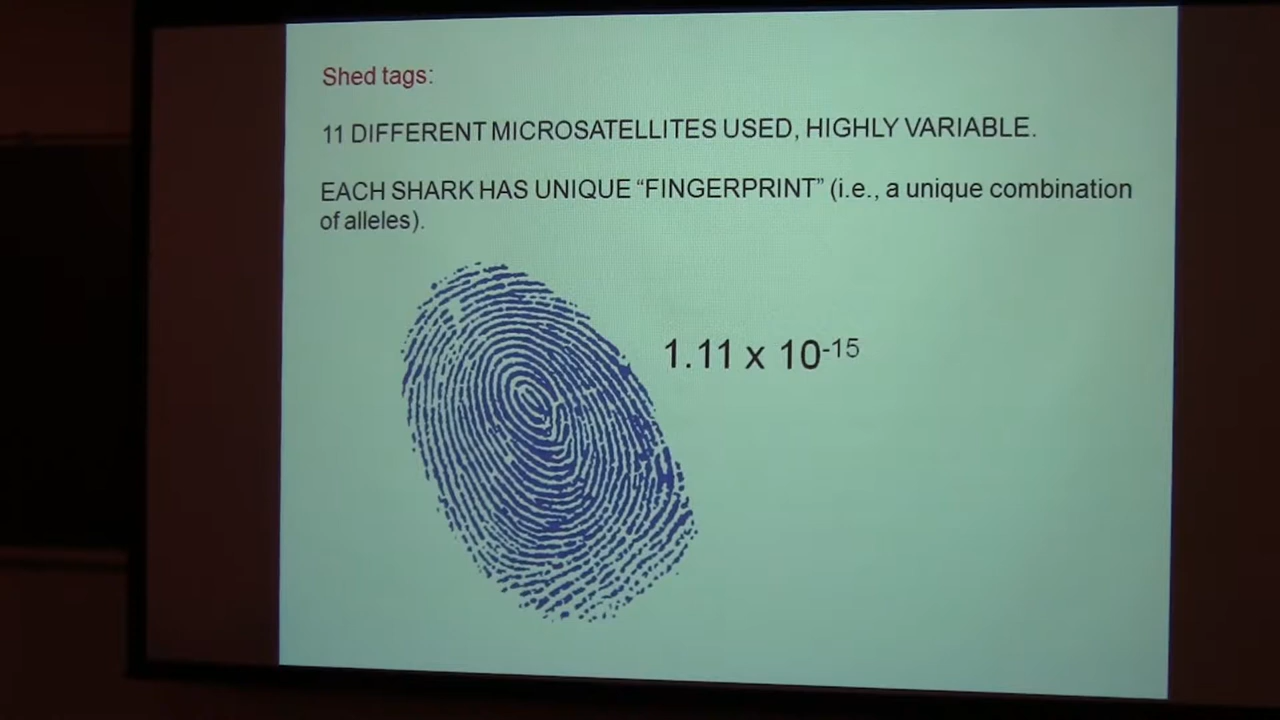 Shed tags:
11 DIFFERENT MICROSATELLITES USED, HIGHLY VARIABLE.
EACH SHARK HAS UNIQUE “FINGERPRINT” (i.e., a unique combination
of alleles).
1.11 x 10⁻¹⁵